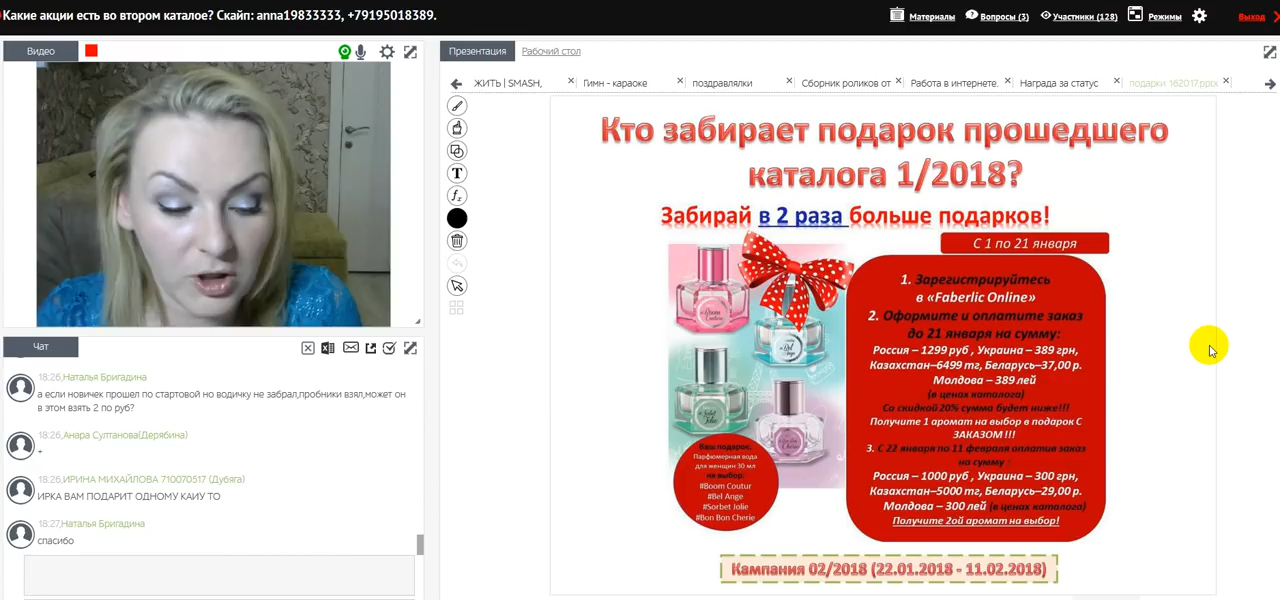 Какие акции есть во втором каталое? Скайп: anna19833333, +79195018389.
Материалы
Вопросы (3)
Участники (128)
Режимы
Выход
Видео
Презентация
Рабочий стол
ЖИТЬ | SMASH,
Гимн - караоке
поздравлялки
Сборник роликов от
Работа в интернете.
Награда за статус
подарки 162017.pptx
Кто забирает подарок прошедшего
каталога 1/2018?
Забирай в 2 раза больше подарков!
С 1 по 21 января
1. Зарегистрируйтесь
в «Faberlic Online»
2. Оформите и оплатите заказ
до 21 января на сумму:
Россия – 1299 руб , Украина – 389 грн,
Казахстан–6499 тг, Беларусь–37,00 р.
Молдова – 389 лей
(в ценах каталога)
Со скидкой 20% сумма будет ниже!!!
Получите 1 аромат на выбор в подарок С
ЗАКАЗОМ !!!
3. С 22 января по 11 февраля оплатив заказ
на сумму :
Россия – 1000 руб , Украина – 300 грн,
Казахстан–5000 тг, Беларусь–29,00 р.
Молдова – 300 лей (в ценах каталога)
Получите 2ой аромат на выбор!
Boom Couture
Bel Ange
Sorbet Jolie
Ваш подарок:
Парфюмерная вода
для женщин 30 мл
на выбор:
#Boom Coutur
#Bel Ange
#Sorbet Jolie
#Bon Bon Cherie
Кампания 02/2018 (22.01.2018 - 11.02.2018)
Чат
18:26,Наталья Бригадина
а если новичек прошел по стартовой но водичку не забрал,пробники взял,может он
в этом взять 2 по руб?
18:26,Анара Султанова(Дерябина)
+
18:26,ИРИНА МИХАЙЛОВА 710070517 (Дубяга)
ИРКА ВАМ ПОДАРИТ ОДНОМУ КАИУ ТО
18:27,Наталья Бригадина
спасибо